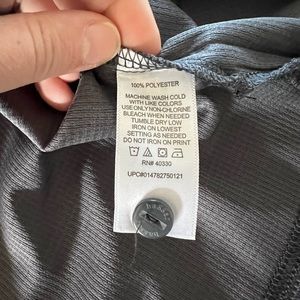 100% POLYESTER
MACHINE WASH COLD
WITH LIKE COLORS
USE ONLY NON-CHLORINE
BLEACH WHEN NEEDED
TUMBLE DRY LOW
IRON ON LOWEST
SETTING AS NEEDED
DO NOT IRON ON PRINT
RN# 40330
UPC#014782750121